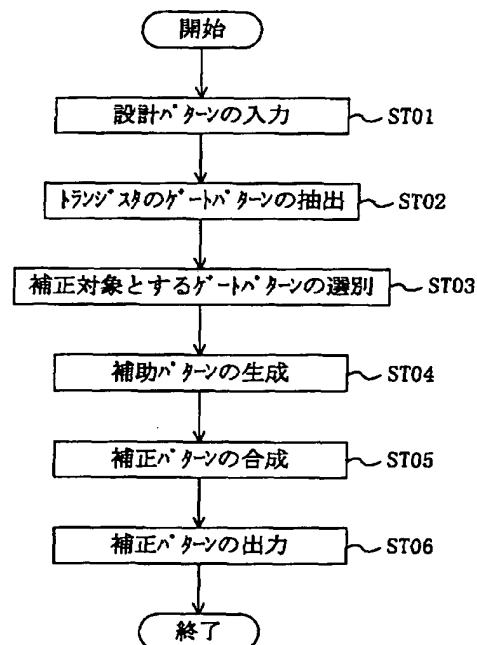 開始
設計ﾊﾟﾀｰﾝの入力 ST01
ﾄﾗﾝｼﾞｽﾀのｹﾞｰﾄﾊﾟﾀｰﾝの抽出 ST02
補正対象とするｹﾞｰﾄﾊﾟﾀｰﾝの選別 ST03
補助ﾊﾟﾀｰﾝの生成 ST04
補正ﾊﾟﾀｰﾝの合成 ST05
補正ﾊﾟﾀｰﾝの出力 ST06
終了